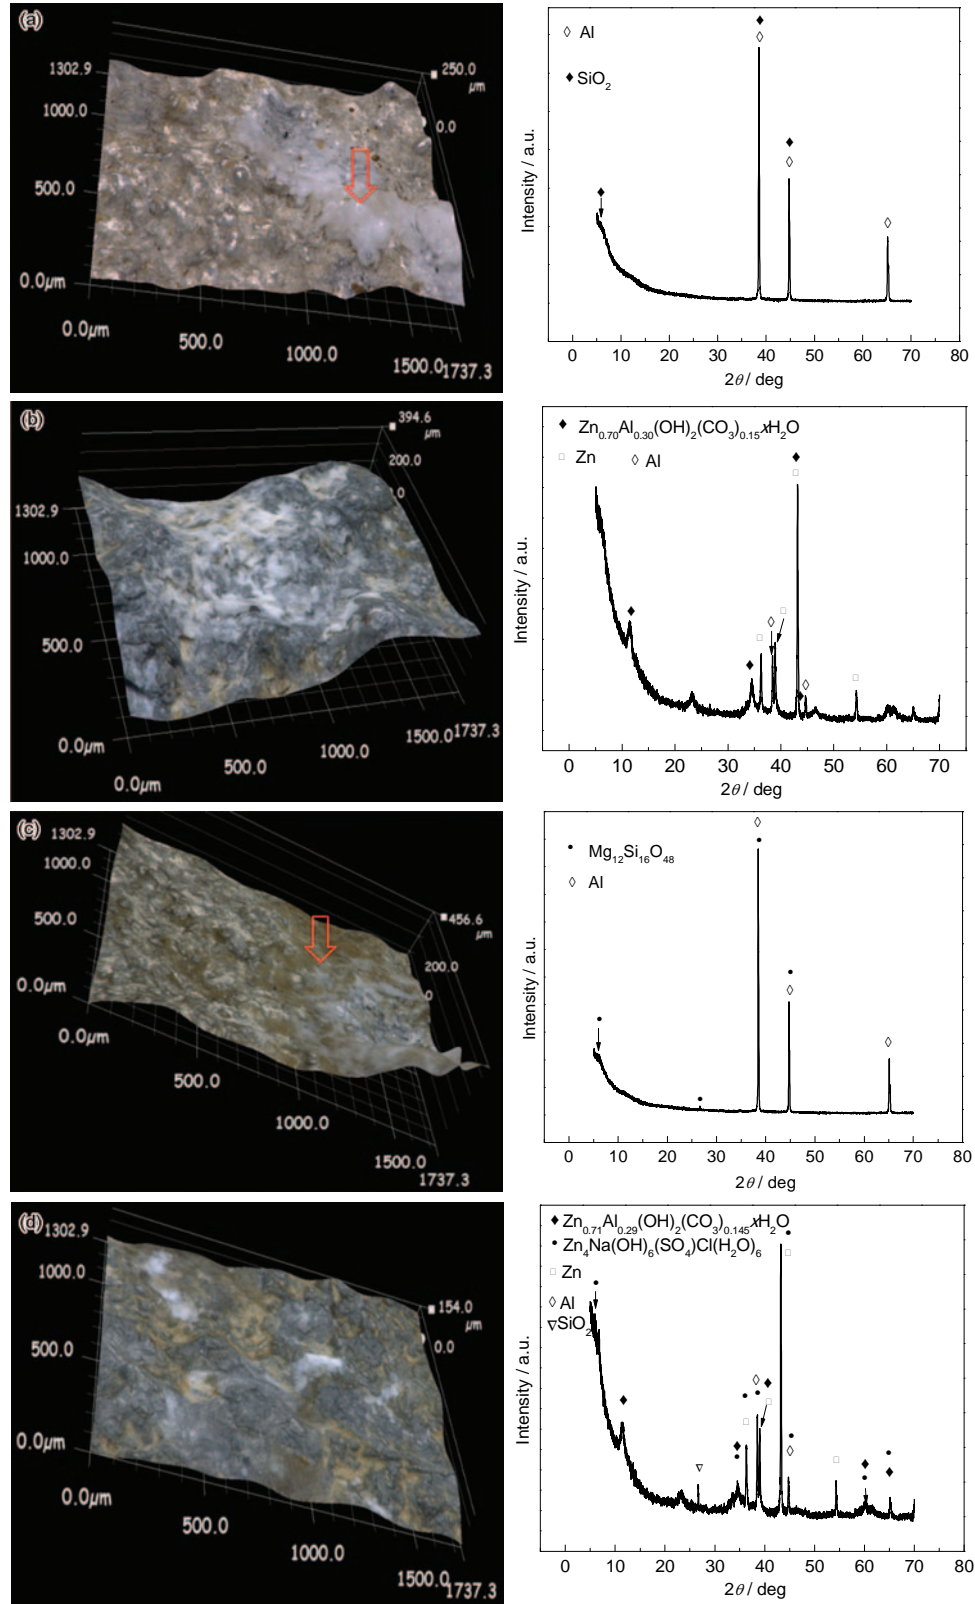 (a)
1302.9
1000.0
500.0
0.0μm
0.0μm
500.0
1000.0
1500.0
1737.3
250.0
μm
0.0
◇ Al
◆ SiO2
Intensity / a.u.
0 10 20 30 40 50 60 70 80
2θ / deg
(b)
1302.9
1000.0
500.0
0.0μm
0.0μm
500.0
1000.0
1500.0
1737.3
394.6
μm
200.0
0
◆ Zn0.70Al0.30(OH)2(CO3)0.15xH2O
□ Zn ◇ Al
Intensity / a.u.
0 10 20 30 40 50 60 70
2θ / deg
(c)
1302.9
1000.0
500.0
0.0μm
0.0μm
500.0
1000.0
1500.0
1737.3
456.6
μm
200.0
0
• Mg12Si16O48
◇ Al
Intensity / a.u.
0 10 20 30 40 50 60 70 80
2θ / deg
(d)
1302.9
1000.0
500.0
0.0μm
0.0μm
500.0
1000.0
1500.0
1737.3
154.0
μm
0.0
◆ Zn0.71Al0.29(OH)2(CO3)0.145xH2O
• Zn4Na(OH)6(SO4)Cl(H2O)6
□ Zn
◇ Al
▽ SiO2
Intensity / a.u.
0 10 20 30 40 50 60 70 80
2θ / deg